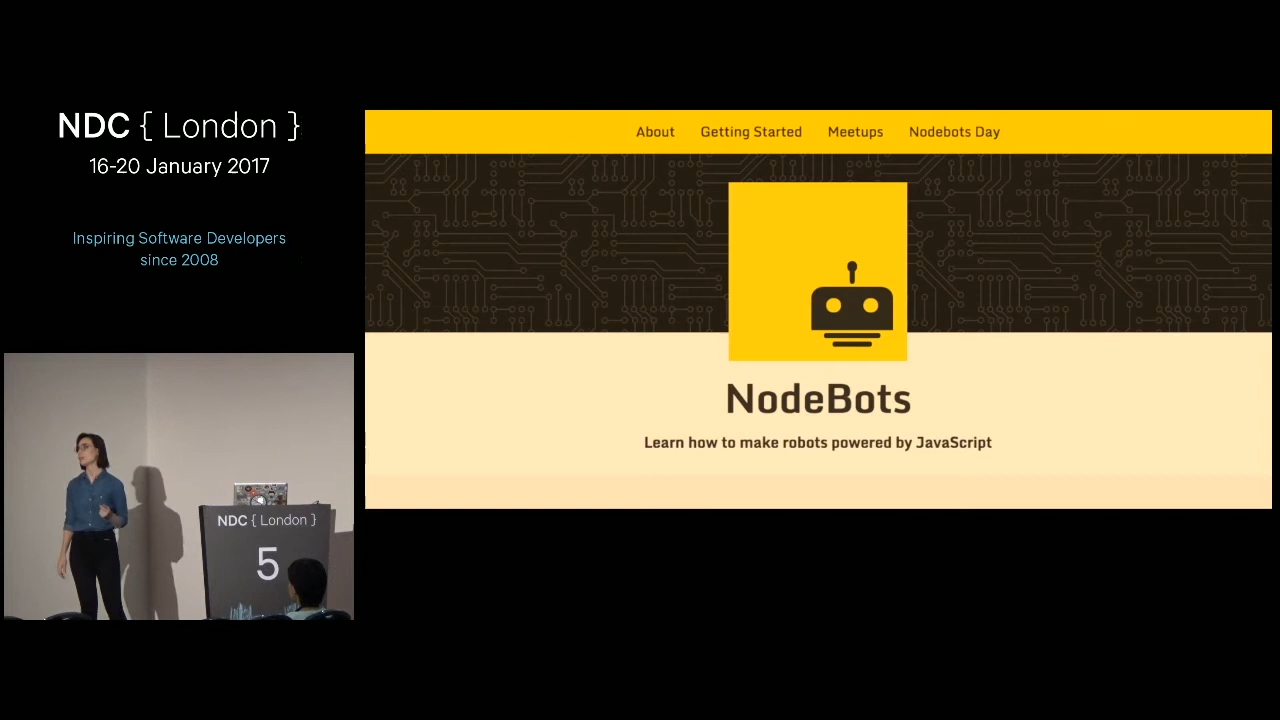 NDC { London }
16-20 January 2017
Inspiring Software Developers
since 2008
About Getting Started Meetups Nodebots Day
NodeBots
Learn how to make robots powered by JavaScript
NDC { London }
5